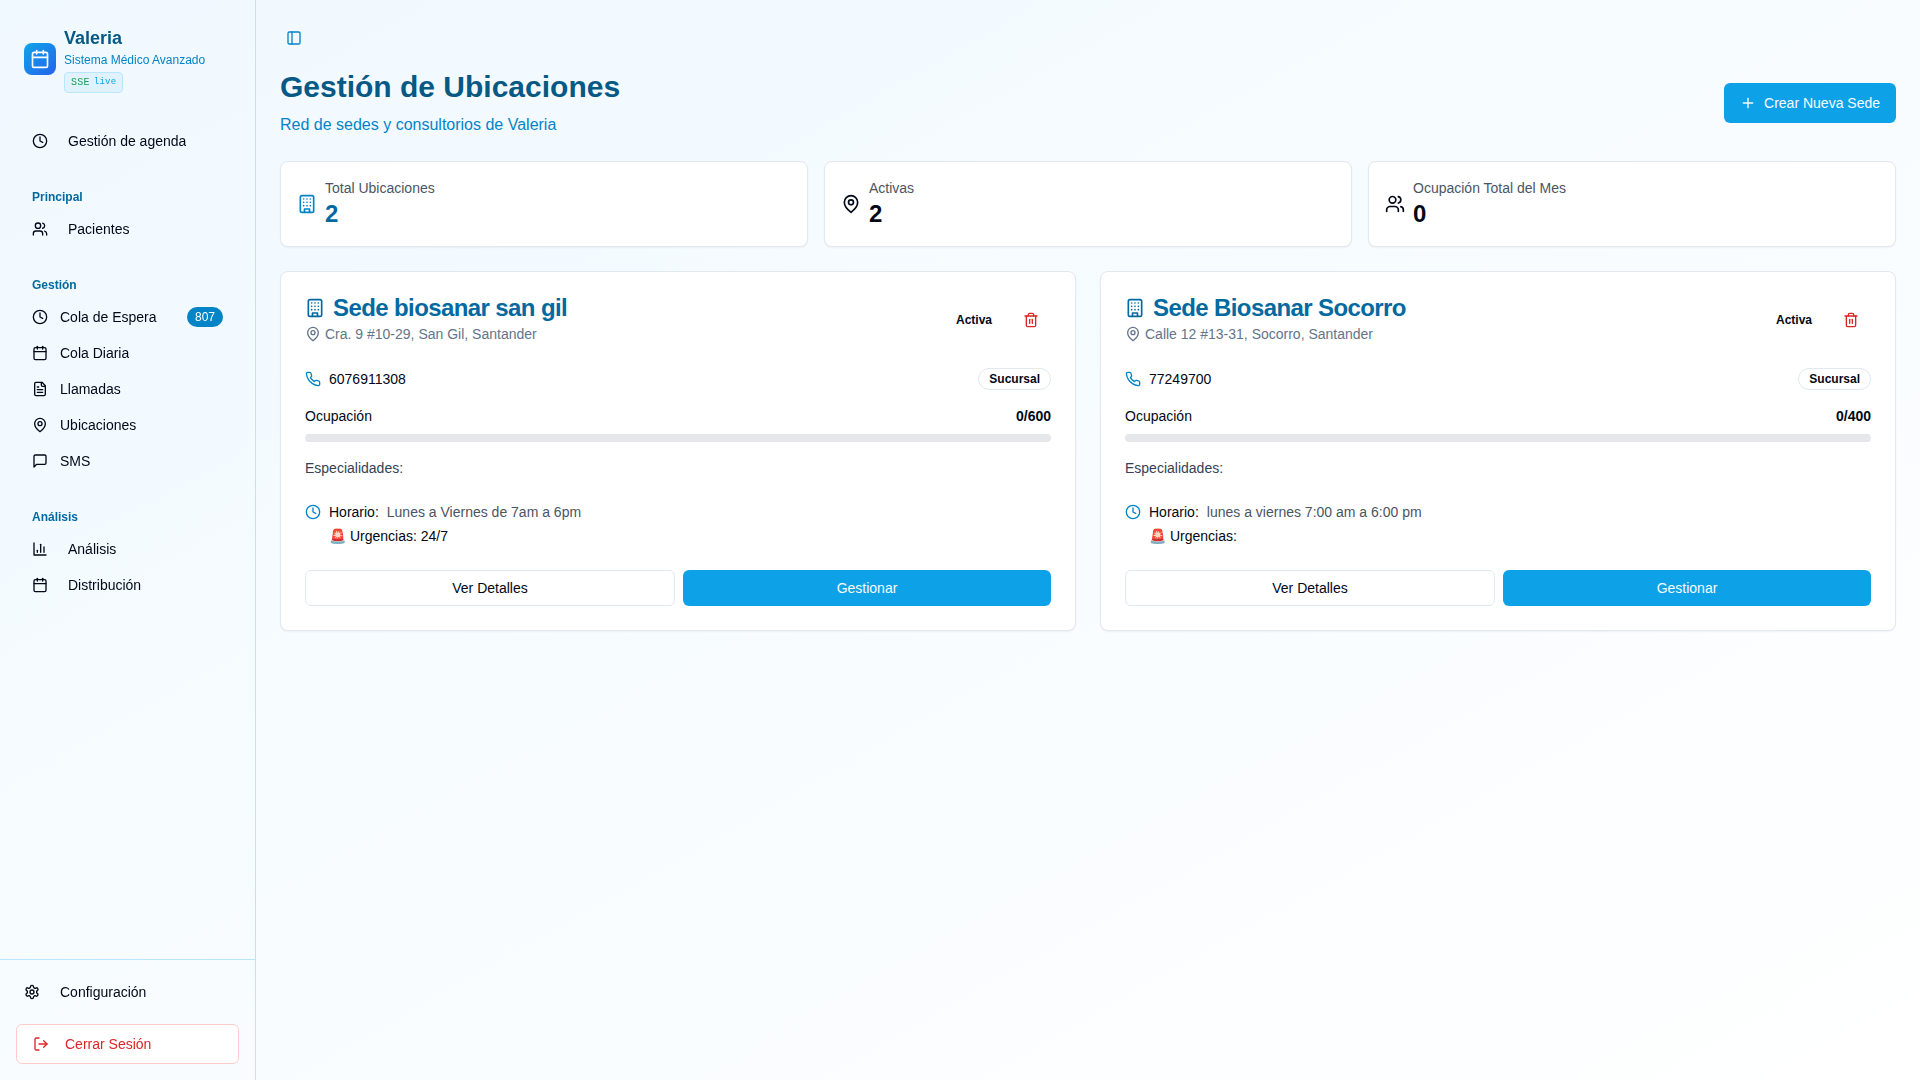 Valeria
Sistema Médico Avanzado
SSE live
Gestión de agenda
Principal
Pacientes
Gestión
Cola de Espera 807
Cola Diaria
Llamadas
Ubicaciones
SMS
Análisis
Análisis
Distribución
Configuración
Cerrar Sesión
Gestión de Ubicaciones
Red de sedes y consultorios de Valeria
Crear Nueva Sede
Total Ubicaciones
2
Activas
2
Ocupación Total del Mes
0
Sede biosanar san gil
Cra. 9 #10-29, San Gil, Santander
Activa
6076911308
Sucursal
Ocupación 0/600
Especialidades:
Horario: Lunes a Viernes de 7am a 6pm
🚨 Urgencias: 24/7
Ver Detalles
Gestionar
Sede Biosanar Socorro
Calle 12 #13-31, Socorro, Santander
Activa
77249700
Sucursal
Ocupación 0/400
Especialidades:
Horario: lunes a viernes 7:00 am a 6:00 pm
🚨 Urgencias:
Ver Detalles
Gestionar